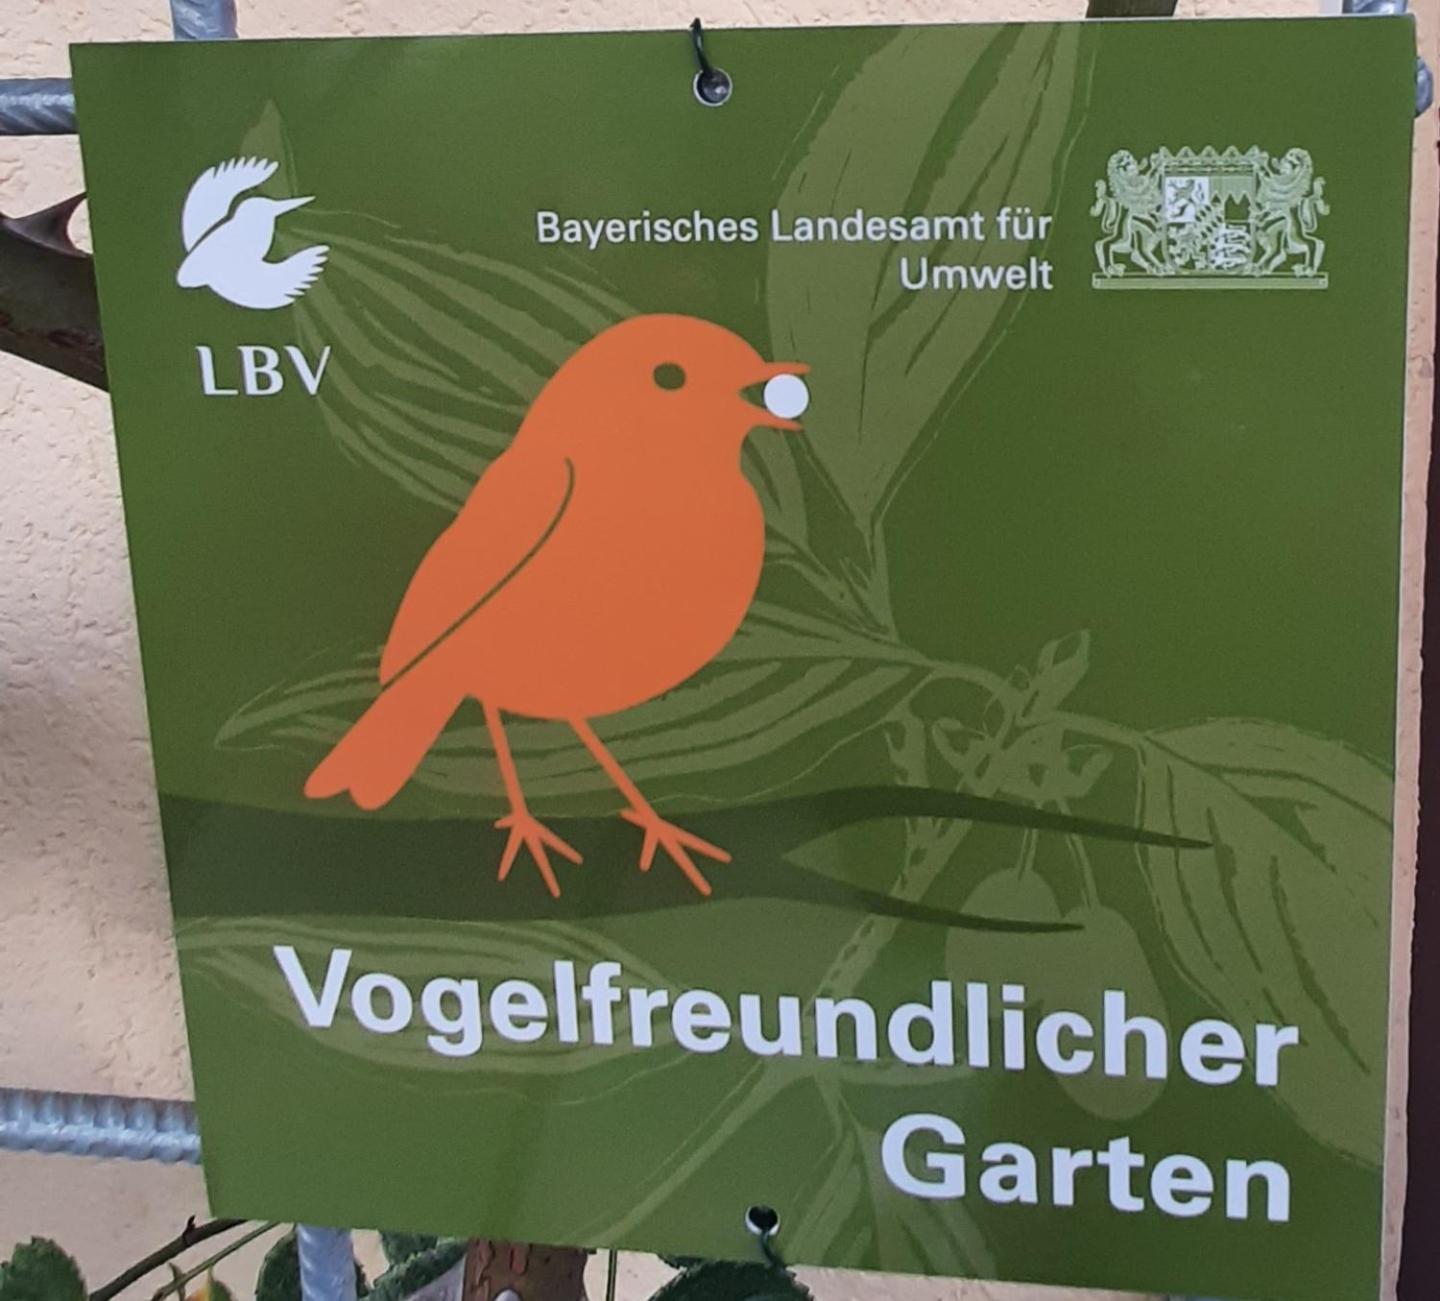 LBV
Bayerisches Landesamt für
Umwelt
Vogelfreundlicher
Garten